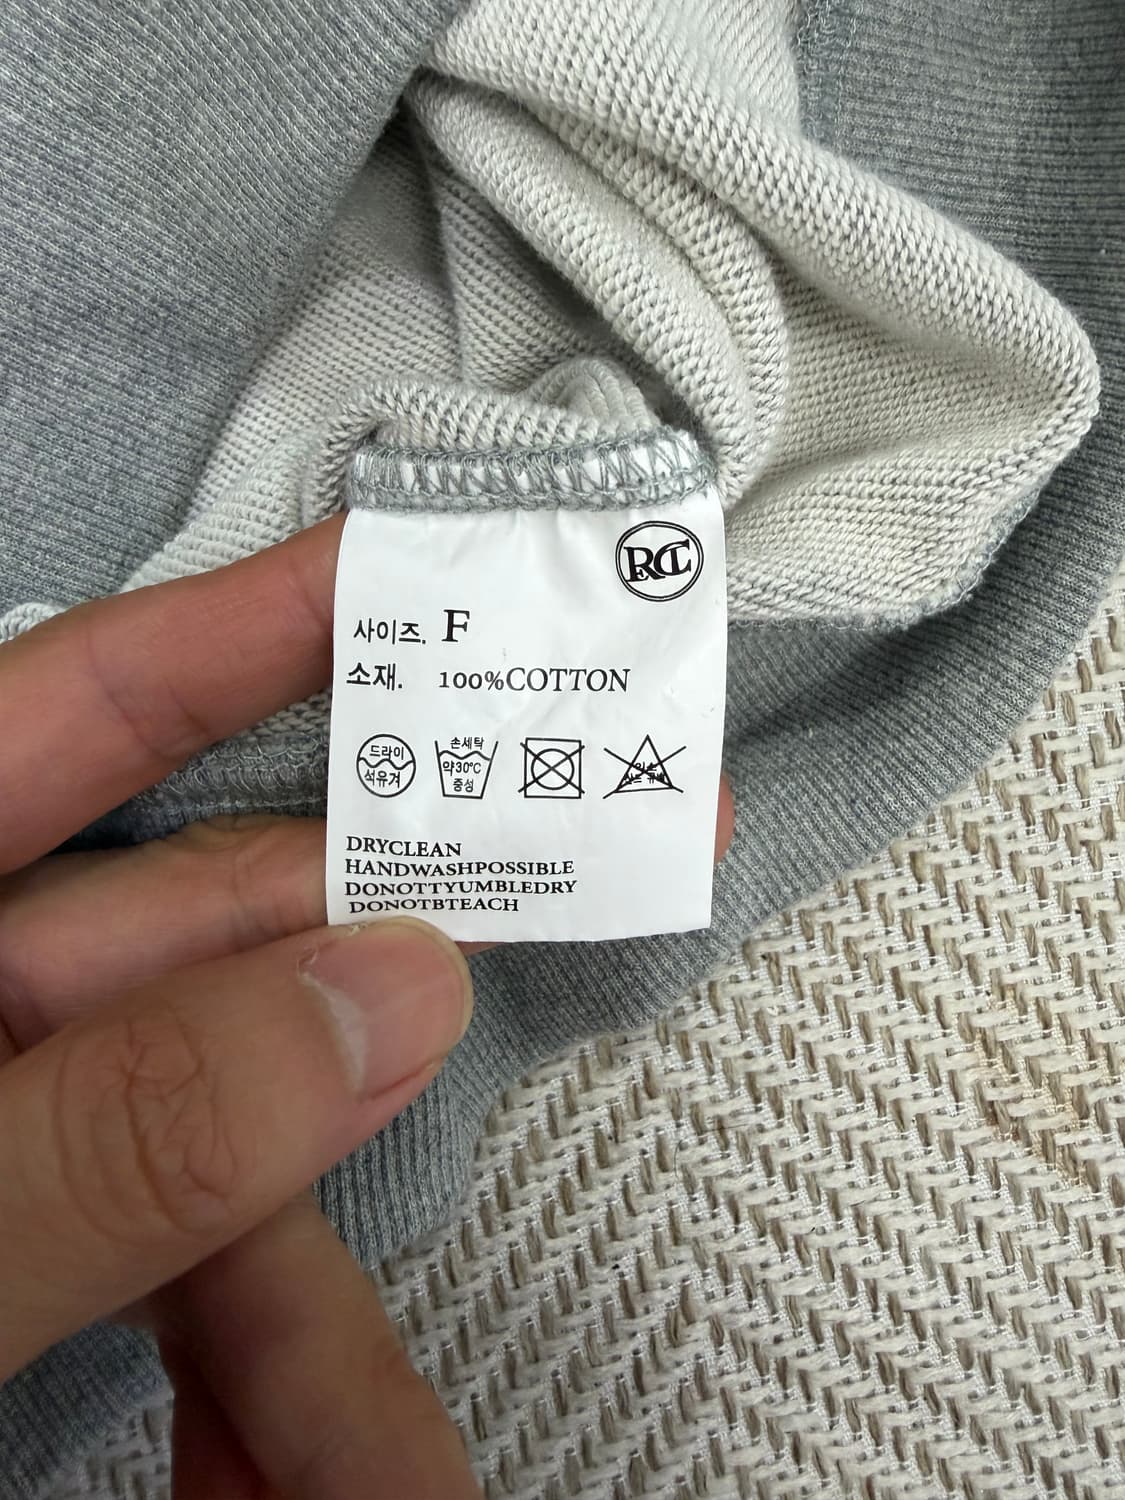 사이즈. F
소재. 100%COTTON
드라이
석유겨
손세탁
약30°C
중성
DRYCLEAN
HANDWASHPOSSIBLE
DONOTTYUMBLEDRY
DONOTBTEACH